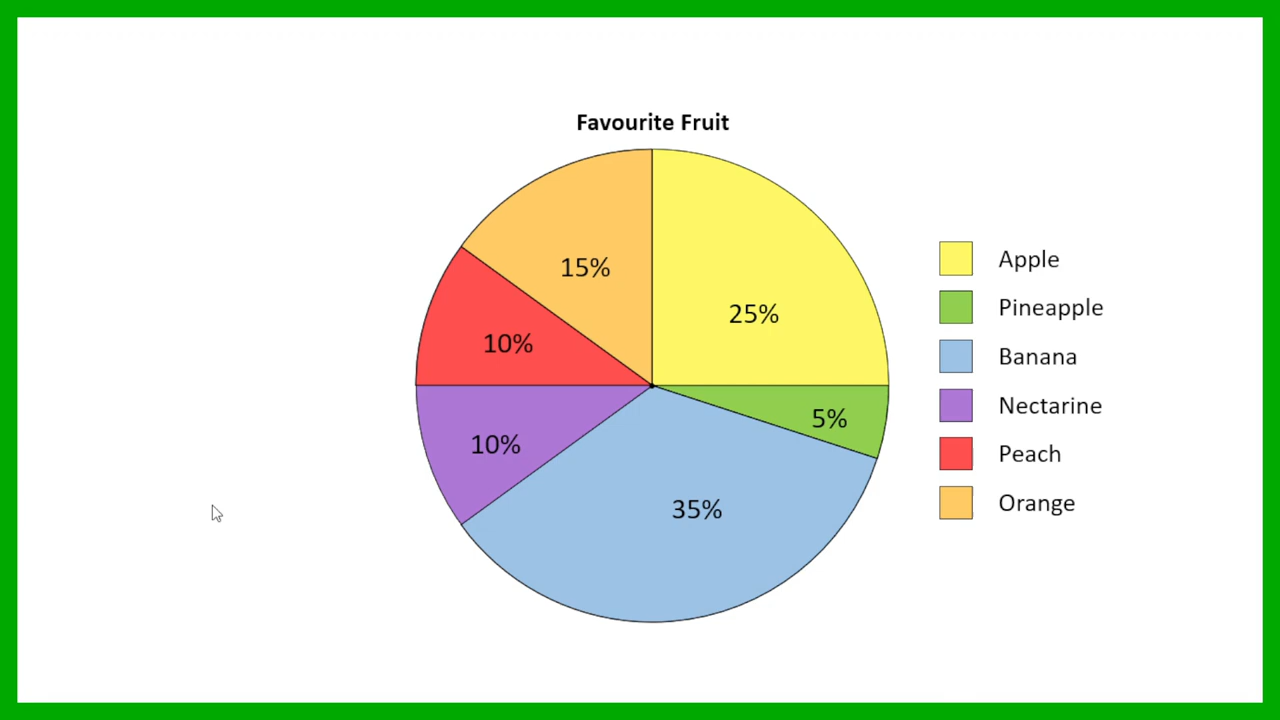 Favourite Fruit
15%
25%
10%
5%
10%
35%
Apple
Pineapple
Banana
Nectarine
Peach
Orange